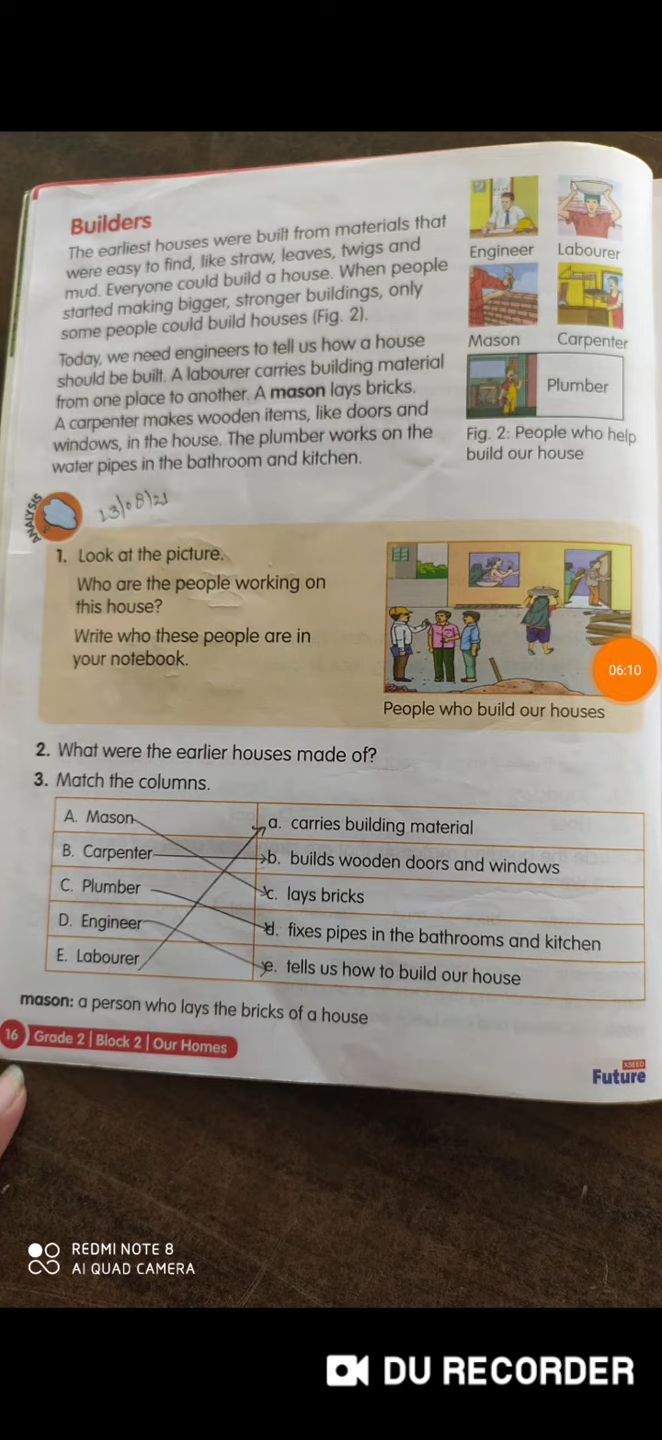 Builders
The earliest houses were built from materials that
were easy to find, like straw, leaves, twigs and
mud. Everyone could build a house. When people
started making bigger, stronger buildings, only
some people could build houses (Fig. 2).
Today, we need engineers to tell us how a house
should be built. A labourer carries building material
from one place to another. A mason lays bricks.
A carpenter makes wooden items, like doors and
windows, in the house. The plumber works on the
water pipes in the bathroom and kitchen.
Engineer Labourer
Mason Carpenter
Plumber
Fig. 2: People who help
build our house
ANALYSIS
13/08/21
1. Look at the picture.
Who are the people working on
this house?
Write who these people are in
your notebook.
06:10
People who build our houses
2. What were the earlier houses made of?
3. Match the columns.
A. Mason a. carries building material
B. Carpenter b. builds wooden doors and windows
C. Plumber c. lays bricks
D. Engineer d. fixes pipes in the bathrooms and kitchen
E. Labourer e. tells us how to build our house
mason: a person who lays the bricks of a house
16 Grade 2 | Block 2 | Our Homes
XSEED
Future
REDMI NOTE 8
AI QUAD CAMERA
DU RECORDER